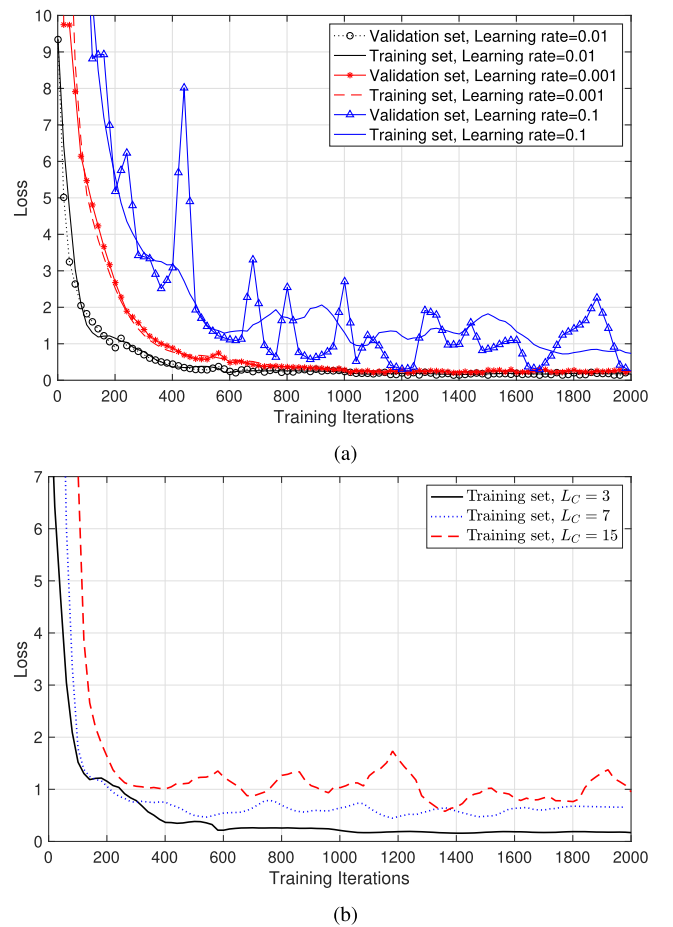 10
9
8
7
6
5
4
3
2
1
0
Loss
Validation set, Learning rate=0.01
Training set, Learning rate=0.01
Validation set, Learning rate=0.001
Training set, Learning rate=0.001
Validation set, Learning rate=0.1
Training set, Learning rate=0.1
0 200 400 600 800 1000 1200 1400 1600 1800 2000
Training Iterations
(a)
7
6
5
4
3
2
1
0
Loss
Training set, L_C = 3
Training set, L_C = 7
Training set, L_C = 15
0 200 400 600 800 1000 1200 1400 1600 1800 2000
Training Iterations
(b)